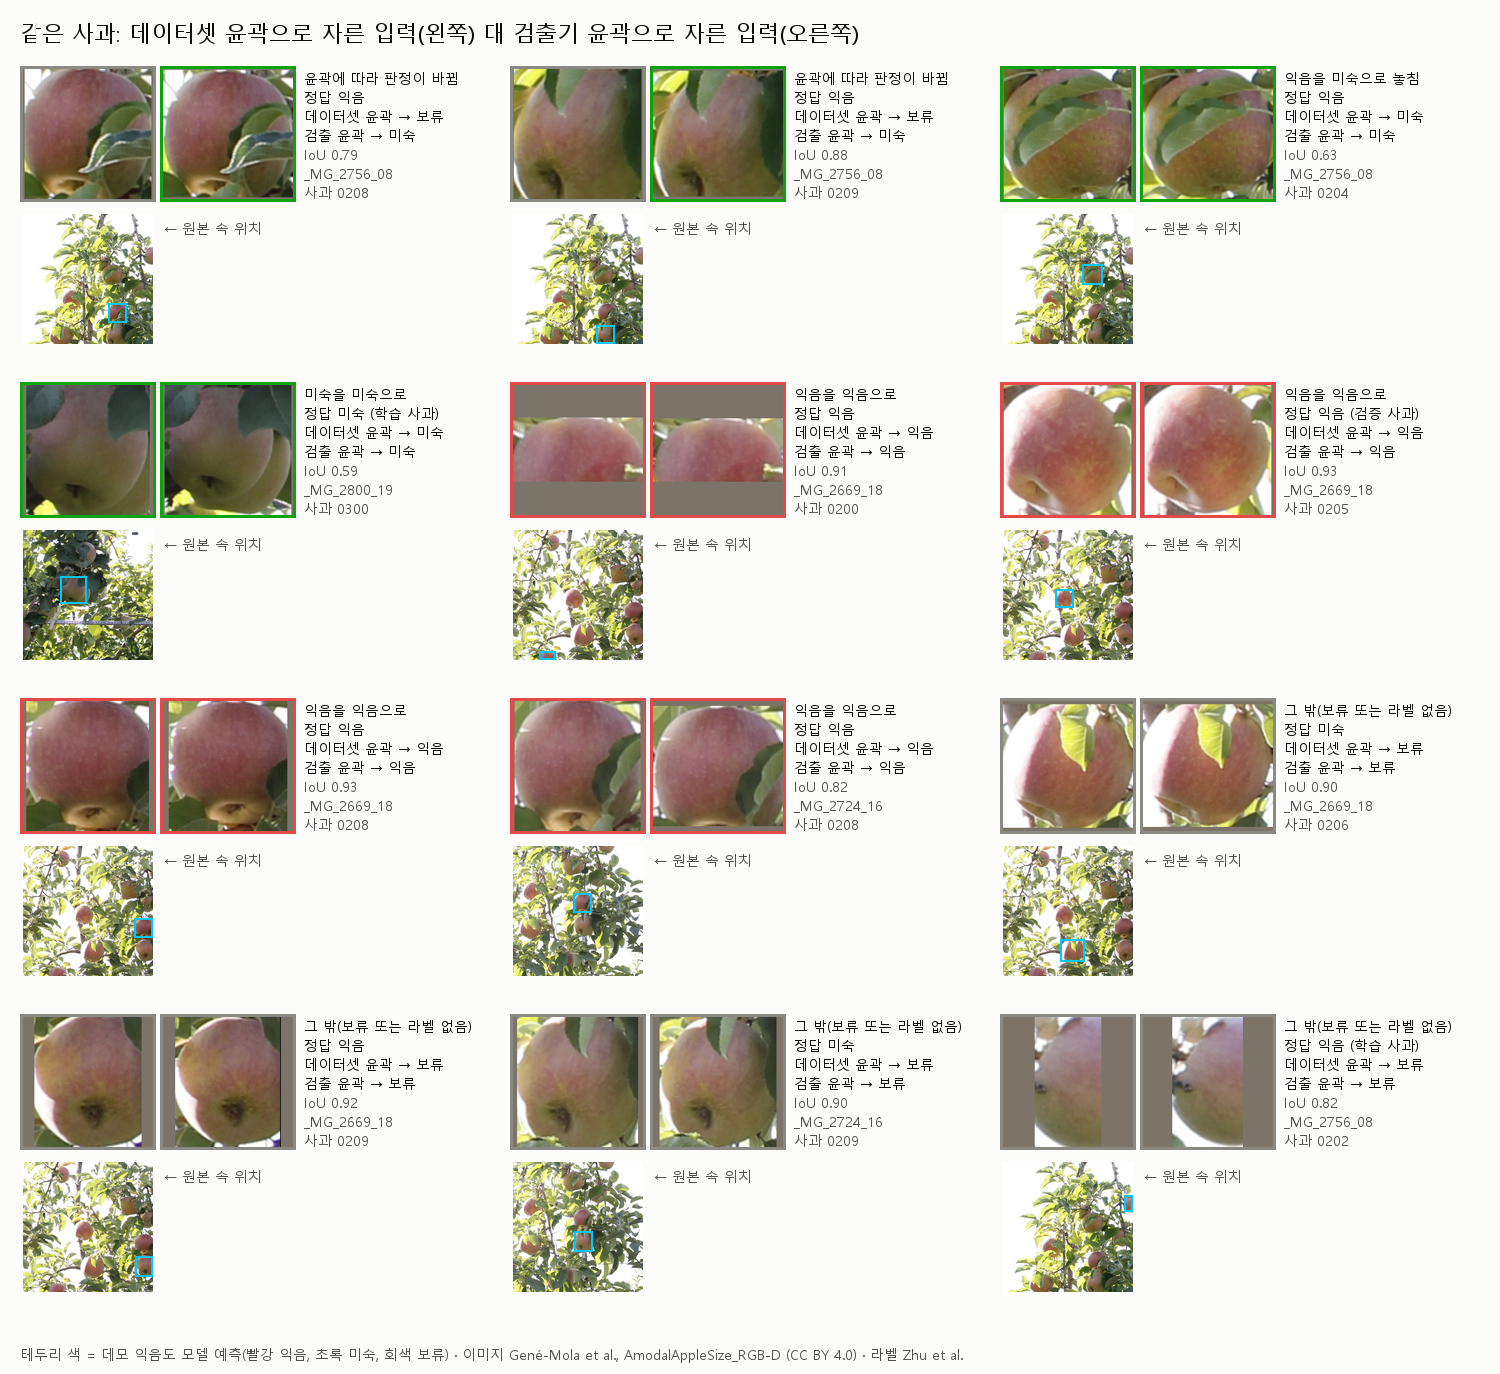 같은 사과: 데이터셋 윤곽으로 자른 입력(왼쪽) 대 검출기 윤곽으로 자른 입력(오른쪽)
윤곽에 따라 판정이 바뀜
정답 익음
데이터셋 윤곽 → 보류
검출 윤곽 → 미숙
IoU 0.79
_MG_2756_08
사과 0208
← 원본 속 위치
윤곽에 따라 판정이 바뀜
정답 익음
데이터셋 윤곽 → 보류
검출 윤곽 → 미숙
IoU 0.88
_MG_2756_08
사과 0209
← 원본 속 위치
익음을 미숙으로 놓침
정답 익음
데이터셋 윤곽 → 미숙
검출 윤곽 → 미숙
IoU 0.63
_MG_2756_08
사과 0204
← 원본 속 위치
미숙을 미숙으로
정답 미숙 (학습 사과)
데이터셋 윤곽 → 미숙
검출 윤곽 → 미숙
IoU 0.59
_MG_2800_19
사과 0300
← 원본 속 위치
익음을 익음으로
정답 익음
데이터셋 윤곽 → 익음
검출 윤곽 → 익음
IoU 0.91
_MG_2669_18
사과 0200
← 원본 속 위치
익음을 익음으로
정답 익음 (검증 사과)
데이터셋 윤곽 → 익음
검출 윤곽 → 익음
IoU 0.93
_MG_2669_18
사과 0205
← 원본 속 위치
익음을 익음으로
정답 익음
데이터셋 윤곽 → 익음
검출 윤곽 → 익음
IoU 0.93
_MG_2669_18
사과 0208
← 원본 속 위치
익음을 익음으로
정답 익음
데이터셋 윤곽 → 익음
검출 윤곽 → 익음
IoU 0.82
_MG_2724_16
사과 0208
← 원본 속 위치
그 밖(보류 또는 라벨 없음)
정답 미숙
데이터셋 윤곽 → 보류
검출 윤곽 → 보류
IoU 0.90
_MG_2669_18
사과 0206
← 원본 속 위치
그 밖(보류 또는 라벨 없음)
정답 익음
데이터셋 윤곽 → 보류
검출 윤곽 → 보류
IoU 0.92
_MG_2669_18
사과 0209
← 원본 속 위치
그 밖(보류 또는 라벨 없음)
정답 미숙
데이터셋 윤곽 → 보류
검출 윤곽 → 보류
IoU 0.90
_MG_2724_16
사과 0209
← 원본 속 위치
그 밖(보류 또는 라벨 없음)
정답 익음 (학습 사과)
데이터셋 윤곽 → 보류
검출 윤곽 → 보류
IoU 0.82
_MG_2756_08
사과 0202
← 원본 속 위치
테두리 색 = 데모 익음도 모델 예측(빨강 익음, 초록 미숙, 회색 보류) · 이미지 Gené-Mola et al., AmodalAppleSize_RGB-D (CC BY 4.0) · 라벨 Zhu et al.